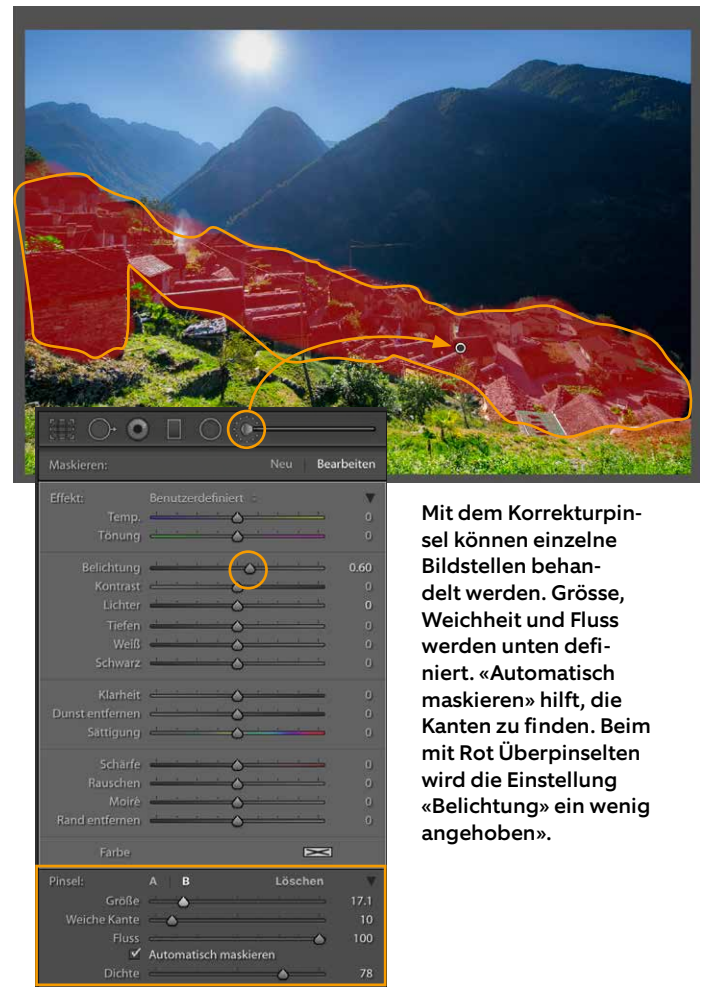 Maskieren: Neu Bearbeiten
Effekt: Benutzerdefiniert
Temp. 0
Tönung 0
Belichtung 0.60
Kontrast 0
Lichter 0
Tiefen 0
Weiß 0
Schwarz 0
Klarheit 0
Dunst entfernen 0
Sättigung 0
Schärfe 0
Rauschen 0
Moiré 0
Rand entfernen 0
Farbe
Pinsel: A B Löschen
Größe 17.1
Weiche Kante 10
Fluss 100
Automatisch maskieren
Dichte 78
Mit dem Korrekturpin-
sel können einzelne
Bildstellen behan-
delt werden. Grösse,
Weichheit und Fluss
werden unten defi-
niert. «Automatisch
maskieren» hilft, die
Kanten zu finden. Beim
mit Rot Überpinselten
wird die Einstellung
«Belichtung» ein wenig
angehoben».